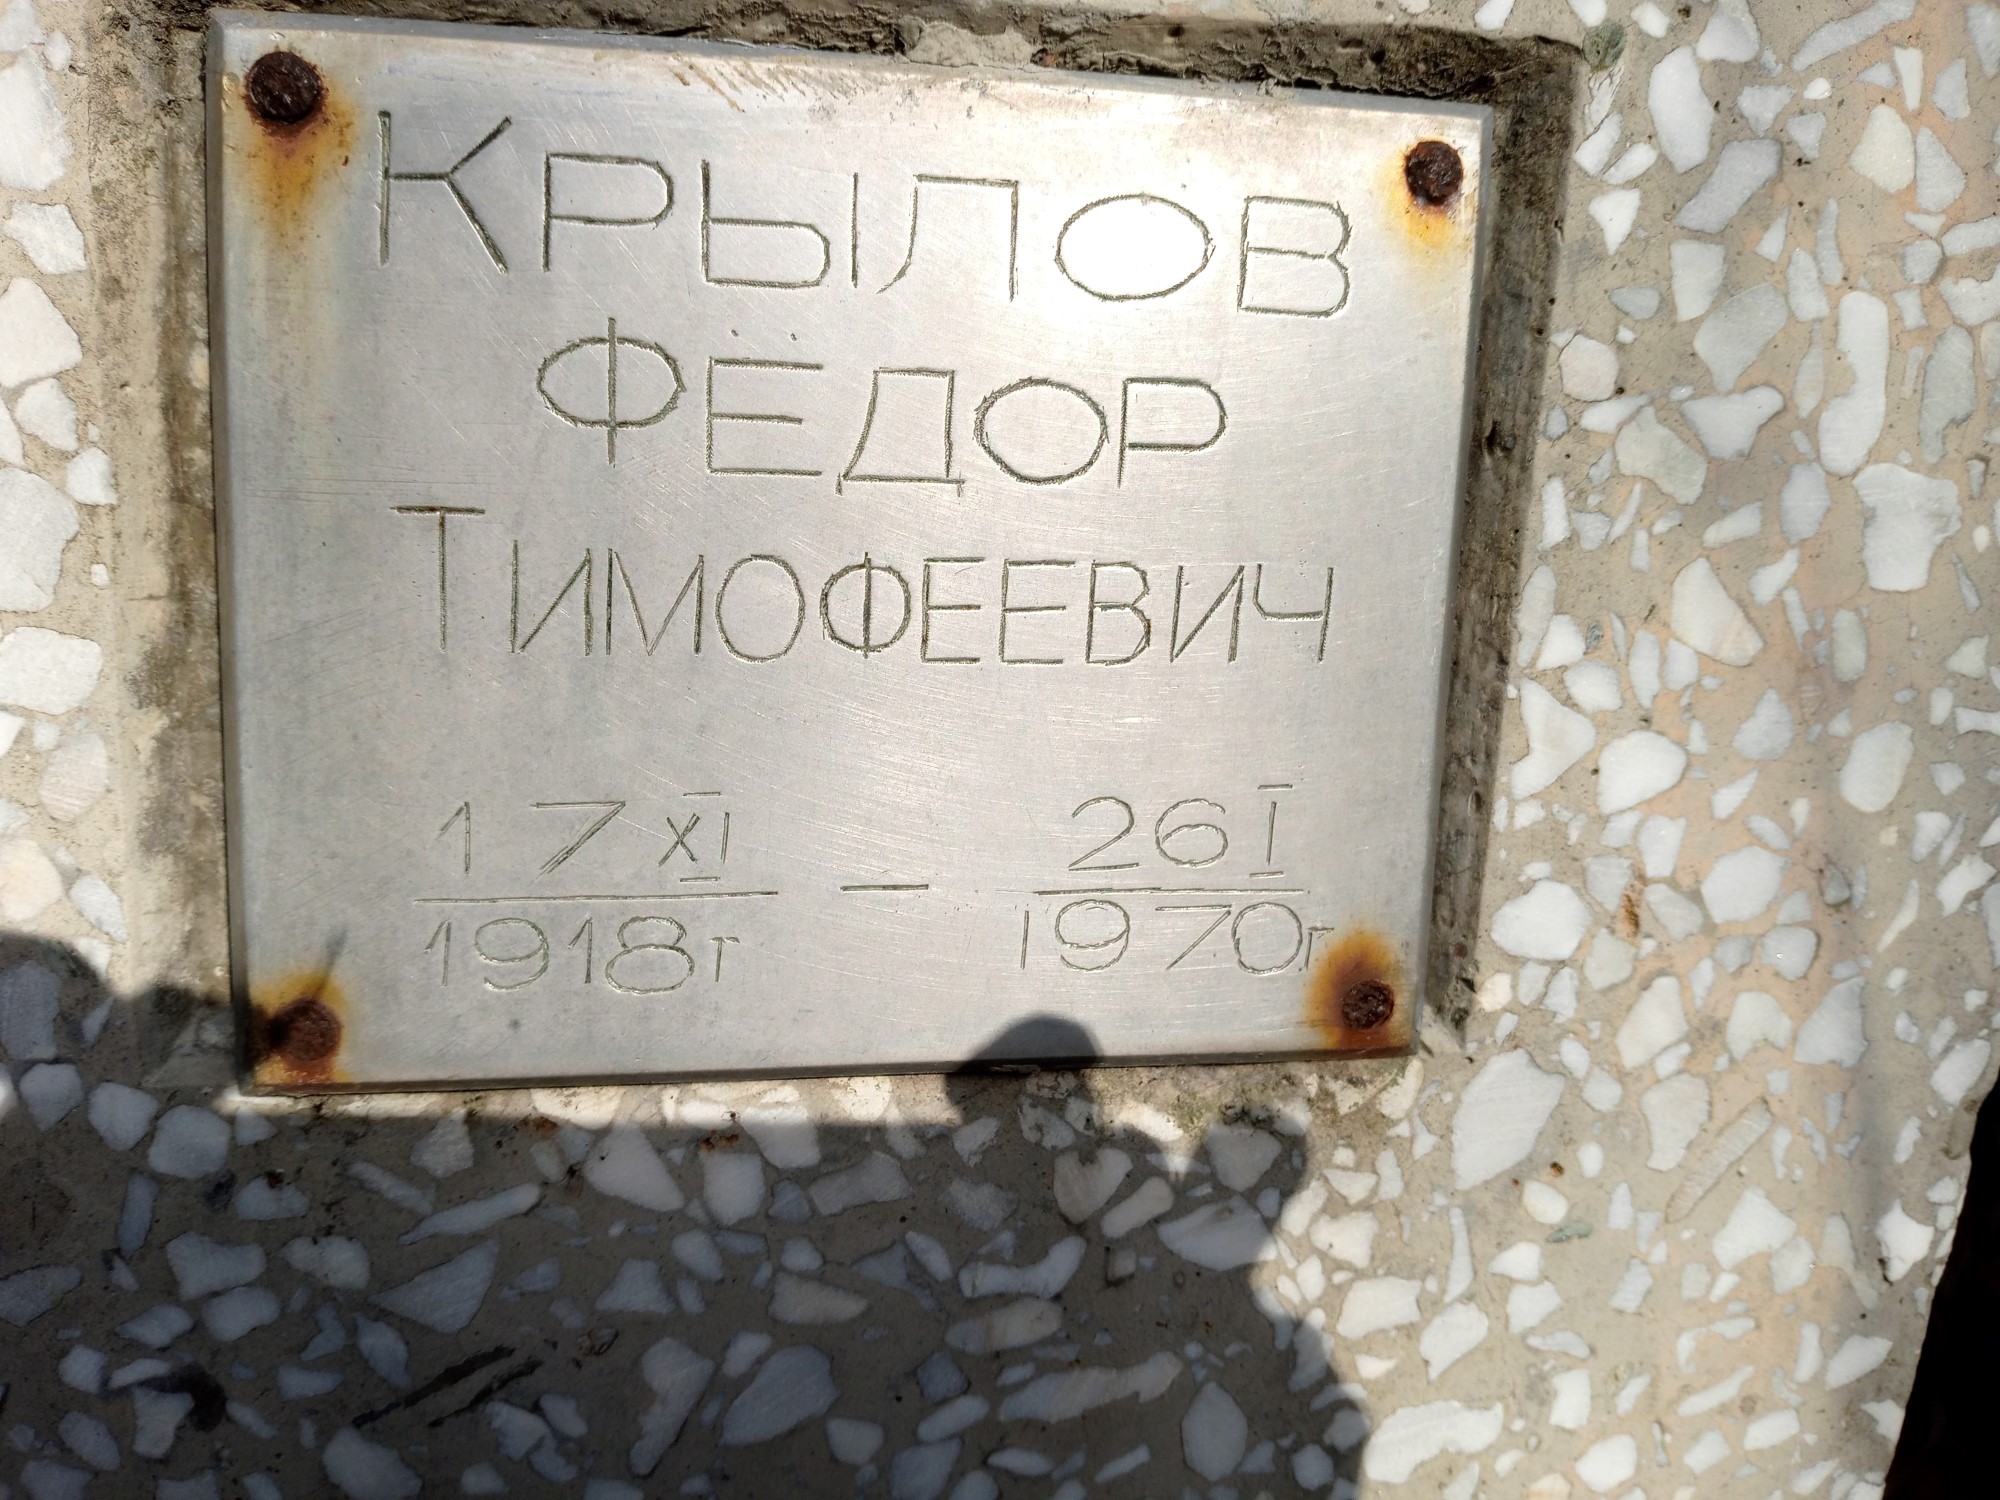 КРЫЛОВ
ФЁДОР
ТИМОФЕЕВИЧ
17 XI – 26 I
1918г 1970г